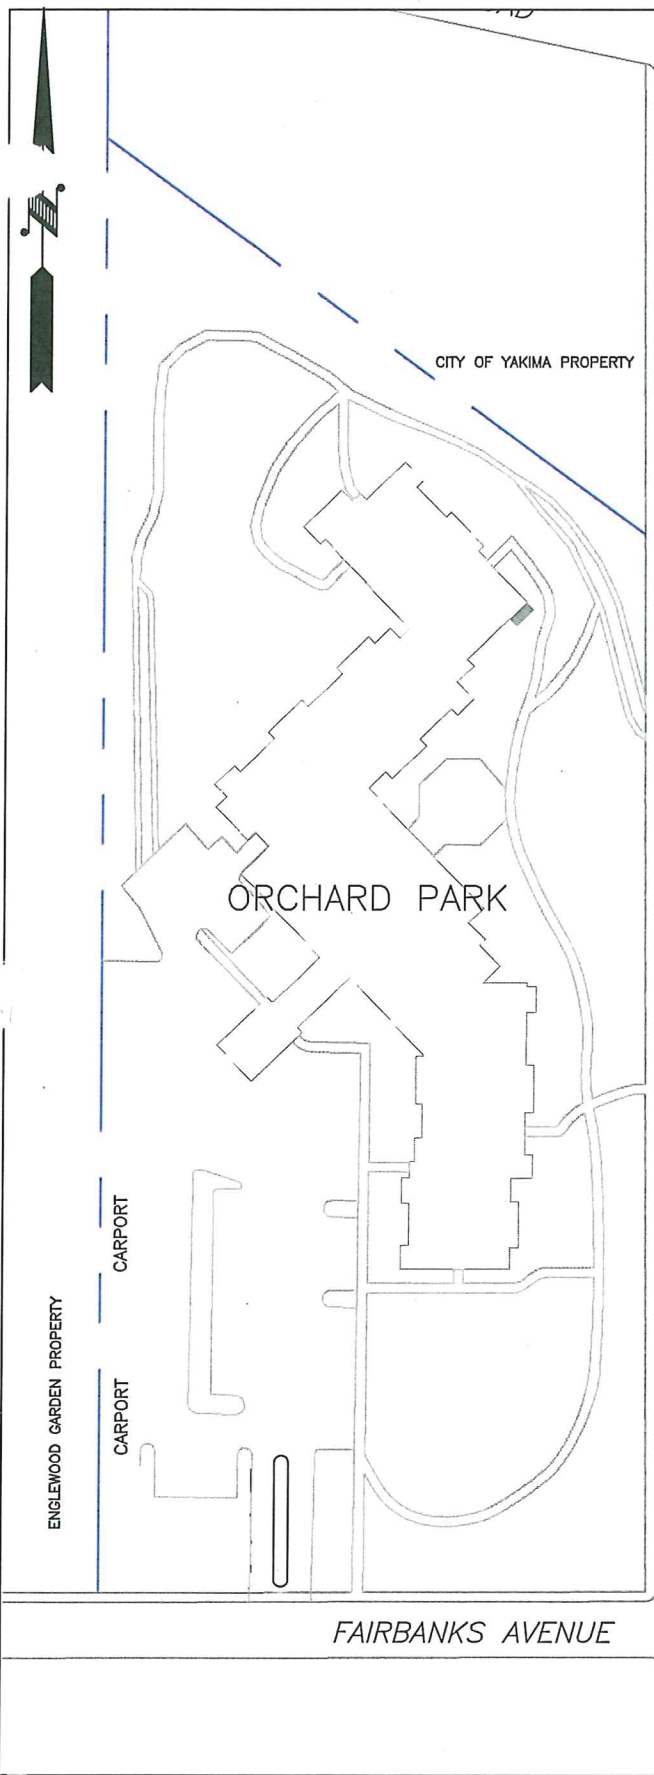 N
CITY OF YAKIMA PROPERTY
ORCHARD PARK
CARPORT
CARPORT
ENGLEWOOD GARDEN PROPERTY
FAIRBANKS AVENUE